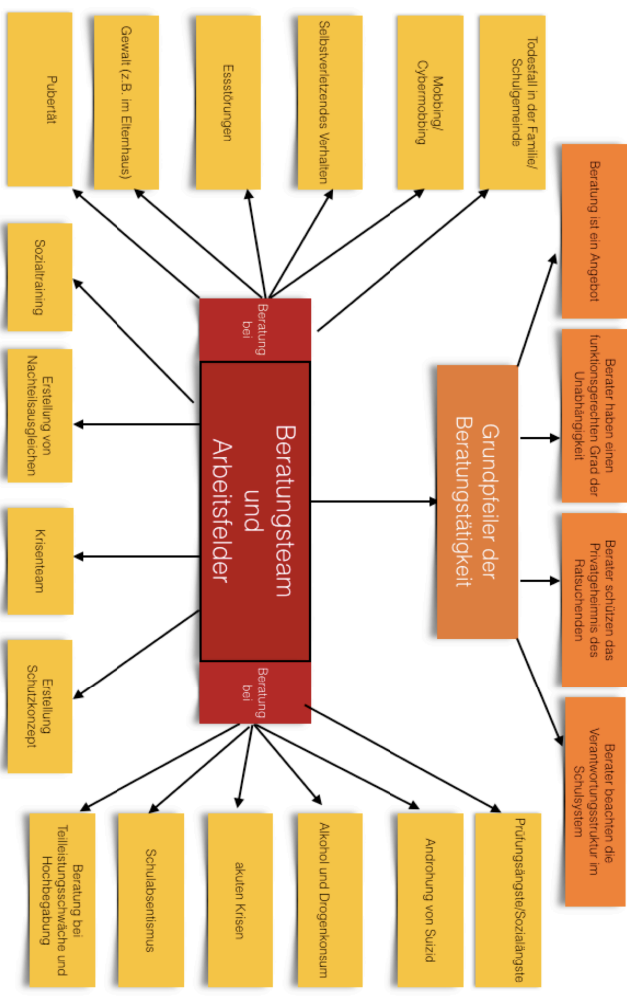 Beratung ist ein Angebot
Berater haben einen
funktionsgerechten Grad der
Unabhängigkeit
Berater schützen das
Privatgeheimnis des
Ratsuchenden
Berater beachten die
Verantwortungsstruktur im
Schulsystem
Grundpfeiler der
Beratungstätigkeit
Todesfall in der Familie/
Schulgemeinde
Mobbing/
Cybermobbing
Selbstverletzendes Verhalten
Essstörungen
Gewalt (z.B. im Elternhaus)
Pubertät
Beratung
bei
Beratungsteam
und
Arbeitsfelder
Beratung
bei
Prüfungsängste/Sozialängste
Androhung von Suizid
Alkohol und Drogenkonsum
akuten Krisen
Schulabsentismus
Beratung bei
Teilleistungsschwäche und
Hochbegabung
Sozialtraining
Erstellung von
Nachteilsausgleichen
Krisenteam
Erstellung
Schutzkonzept